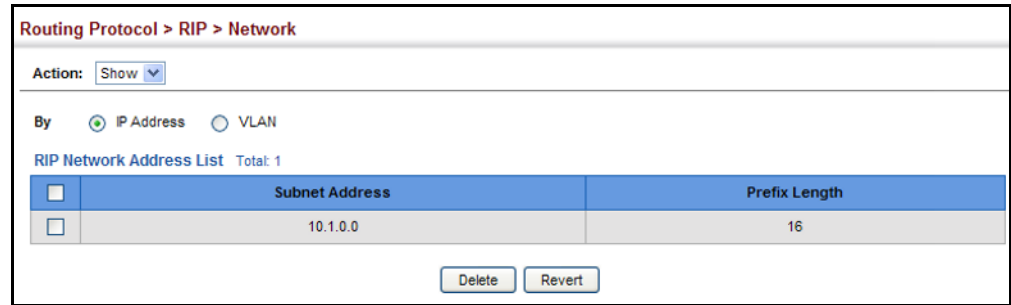 Routing Protocol > RIP > Network
Action: Show
By IP Address VLAN
RIP Network Address List Total: 1
Subnet Address Prefix Length
10.1.0.0 16
Delete Revert